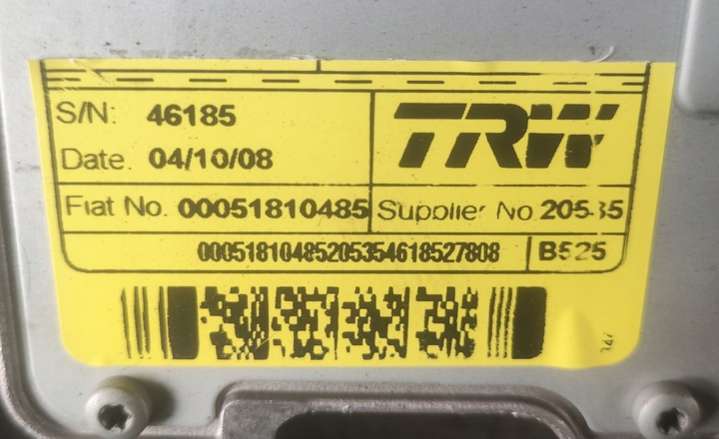 S/N: 46185
TRW
Date. 04/10/08
Fiat No. 00051810485 Supplier No 20535
00051810485205354618527808 B525